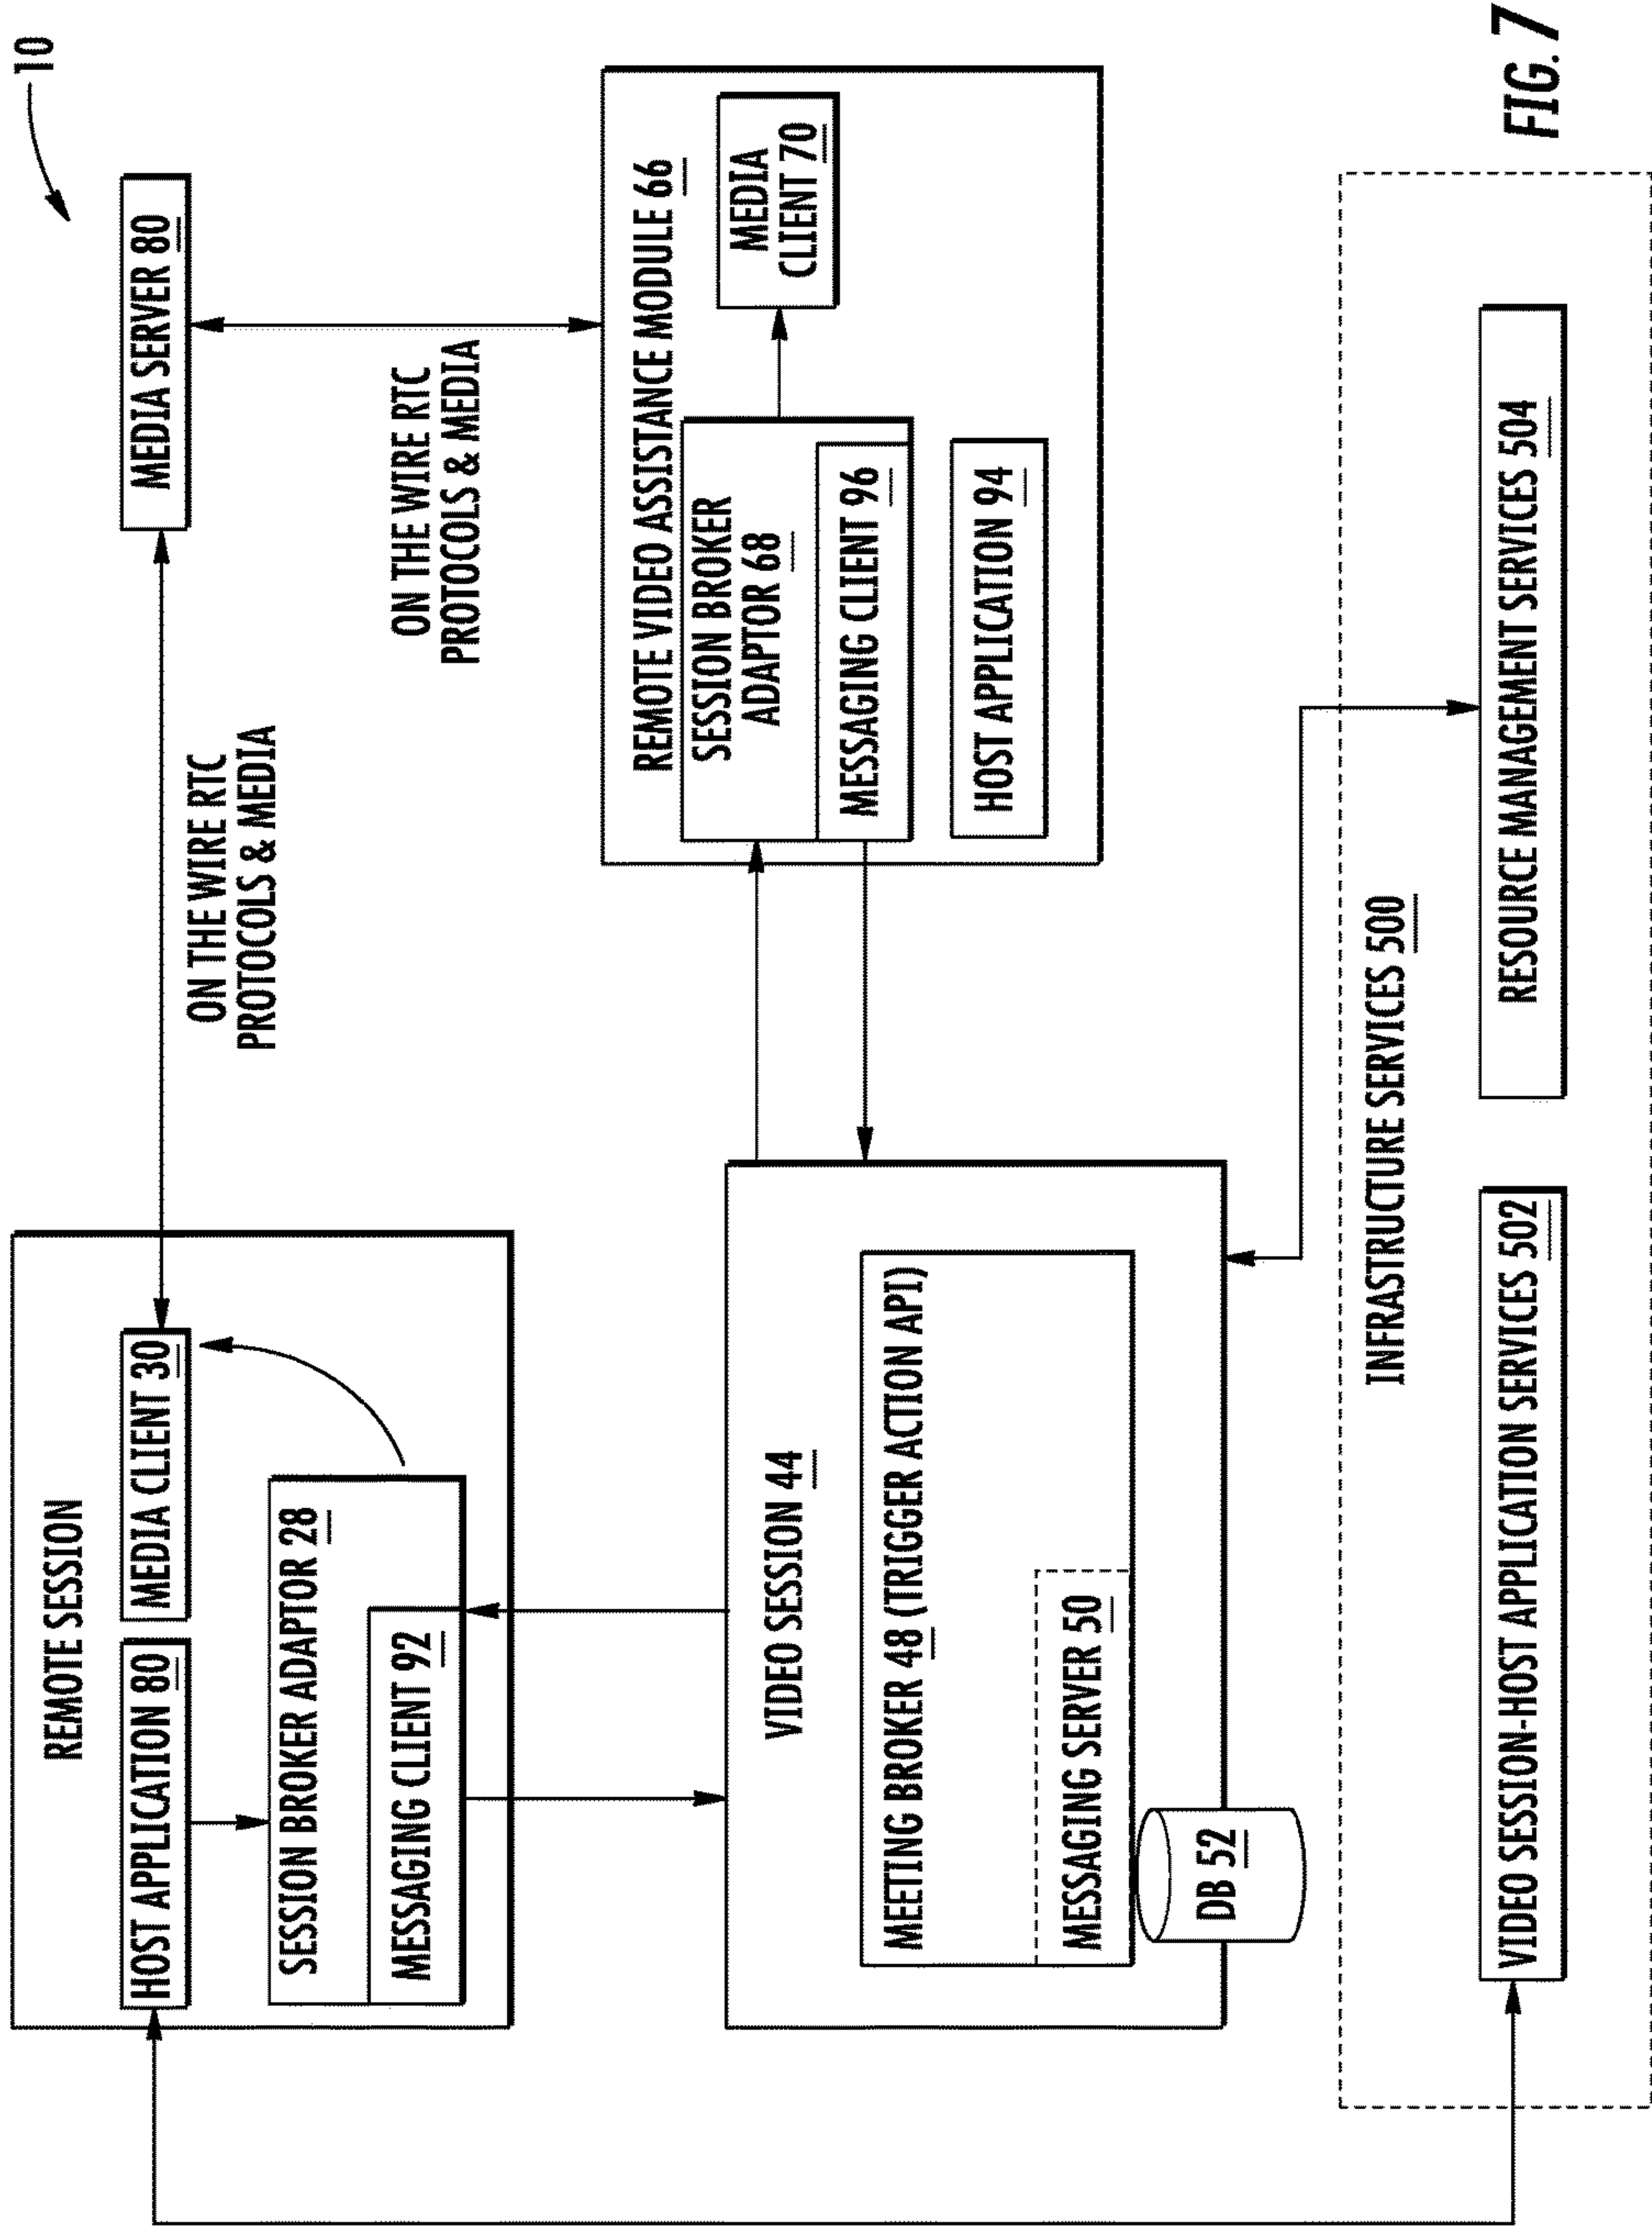 10
REMOTE SESSION
HOST APPLICATION 80
MEDIA CLIENT 30
MEDIA SERVER 80
ON THE WIRE RTC
PROTOCOLS & MEDIA
SESSION BROKER ADAPTOR 28
MESSAGING CLIENT 92
ON THE WIRE RTC
PROTOCOLS & MEDIA
REMOTE VIDEO ASSISTANCE MODULE 66
SESSION BROKER
ADAPTOR 68
MESSAGING CLIENT 96
MEDIA
CLIENT 70
HOST APPLICATION 94
VIDEO SESSION 44
MEETING BROKER 48 (TRIGGER ACTION API)
MESSAGING SERVER 50
DB 52
INFRASTRUCTURE SERVICES 500
VIDEO SESSION-HOST APPLICATION SERVICES 502
RESOURCE MANAGEMENT SERVICES 504
FIG. 7